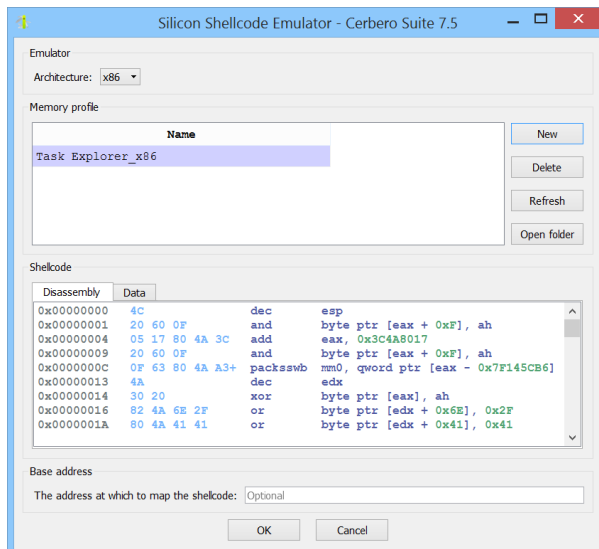 Silicon Shellcode Emulator - Cerbero Suite 7.5
Emulator
Architecture: x86
Memory profile
Name
Task Explorer_x86
New
Delete
Refresh
Open folder
Shellcode
Disassembly Data
0x00000000 4C dec esp
0x00000001 20 60 0F and byte ptr [eax + 0xF], ah
0x00000004 05 17 80 4A 3C add eax, 0x3C4A8017
0x00000009 20 60 0F and byte ptr [eax + 0xF], ah
0x0000000C 0F 63 80 4A A3+ packsswb mm0, qword ptr [eax - 0x7F145CB6]
0x00000013 4A dec edx
0x00000014 30 20 xor byte ptr [eax], ah
0x00000016 82 4A 6E 2F or byte ptr [edx + 0x6E], 0x2F
0x0000001A 80 4A 41 41 or byte ptr [edx + 0x41], 0x41
Base address
The address at which to map the shellcode: Optional
OK Cancel